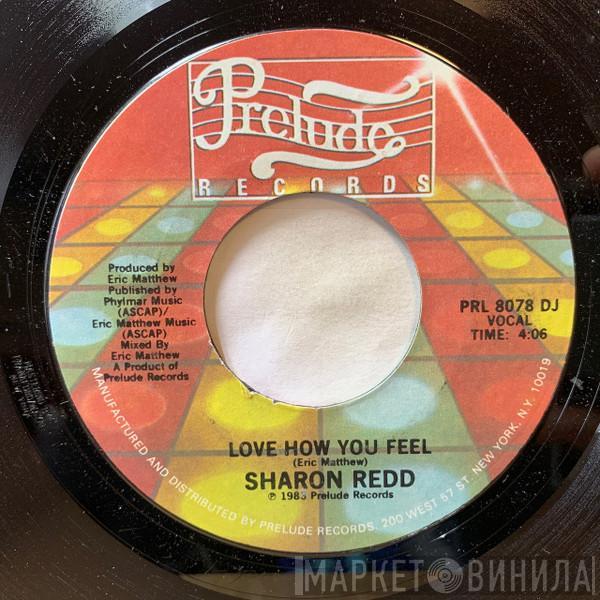 Prelude
RECORDS
Produced by
Eric Matthew
Published by
Phylmar Music
(ASCAP)/
Eric Matthew Music
(ASCAP)
Mixed By
Eric Matthew
A Product of
Prelude Records
PRL 8078 DJ
VOCAL
TIME: 4:06
LOVE HOW YOU FEEL
(Eric Matthew)
SHARON REDD
℗ 1983 Prelude Records
MANUFACTURED AND DISTRIBUTED BY PRELUDE RECORDS, 200 WEST 57 ST. NEW YORK, N.Y. 10019
МАРКЕТ ВИНИЛА